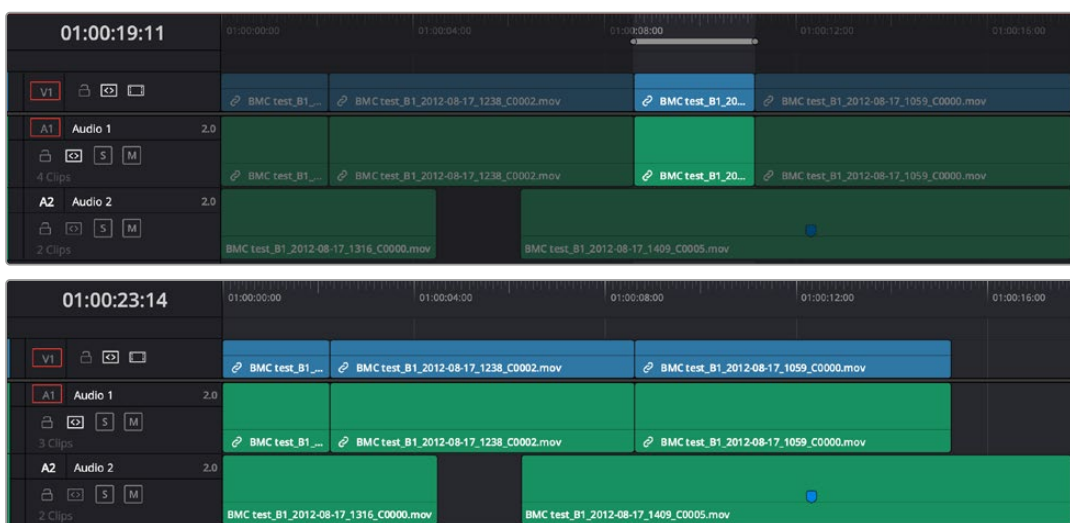 01:00:19:11
01:00:00:00 01:00:04:00 01:00:08:00 01:00:12:00 01:00:16:00
V1
BMC test_B1_... BMC test_B1_2012-08-17_1238_C0002.mov BMC test_B1_20... BMC test_B1_2012-08-17_1059_C0000.mov
A1 Audio 1 2.0
S M
4 Clips BMC test_B1_... BMC test_B1_2012-08-17_1238_C0002.mov BMC test_B1_20... BMC test_B1_2012-08-17_1059_C0000.mov
A2 Audio 2 2.0
S M
2 Clips BMC test_B1_2012-08-17_1316_C0000.mov BMC test_B1_2012-08-17_1409_C0005.mov
01:00:23:14
01:00:00:00 01:00:04:00 01:00:08:00 01:00:12:00 01:00:16:00
V1
BMC test_B1_... BMC test_B1_2012-08-17_1238_C0002.mov BMC test_B1_2012-08-17_1059_C0000.mov
A1 Audio 1 2.0
S M
3 Clips BMC test_B1_... BMC test_B1_2012-08-17_1238_C0002.mov BMC test_B1_2012-08-17_1059_C0000.mov
A2 Audio 2 2.0
S M
2 Clips BMC test_B1_2012-08-17_1316_C0000.mov BMC test_B1_2012-08-17_1409_C0005.mov